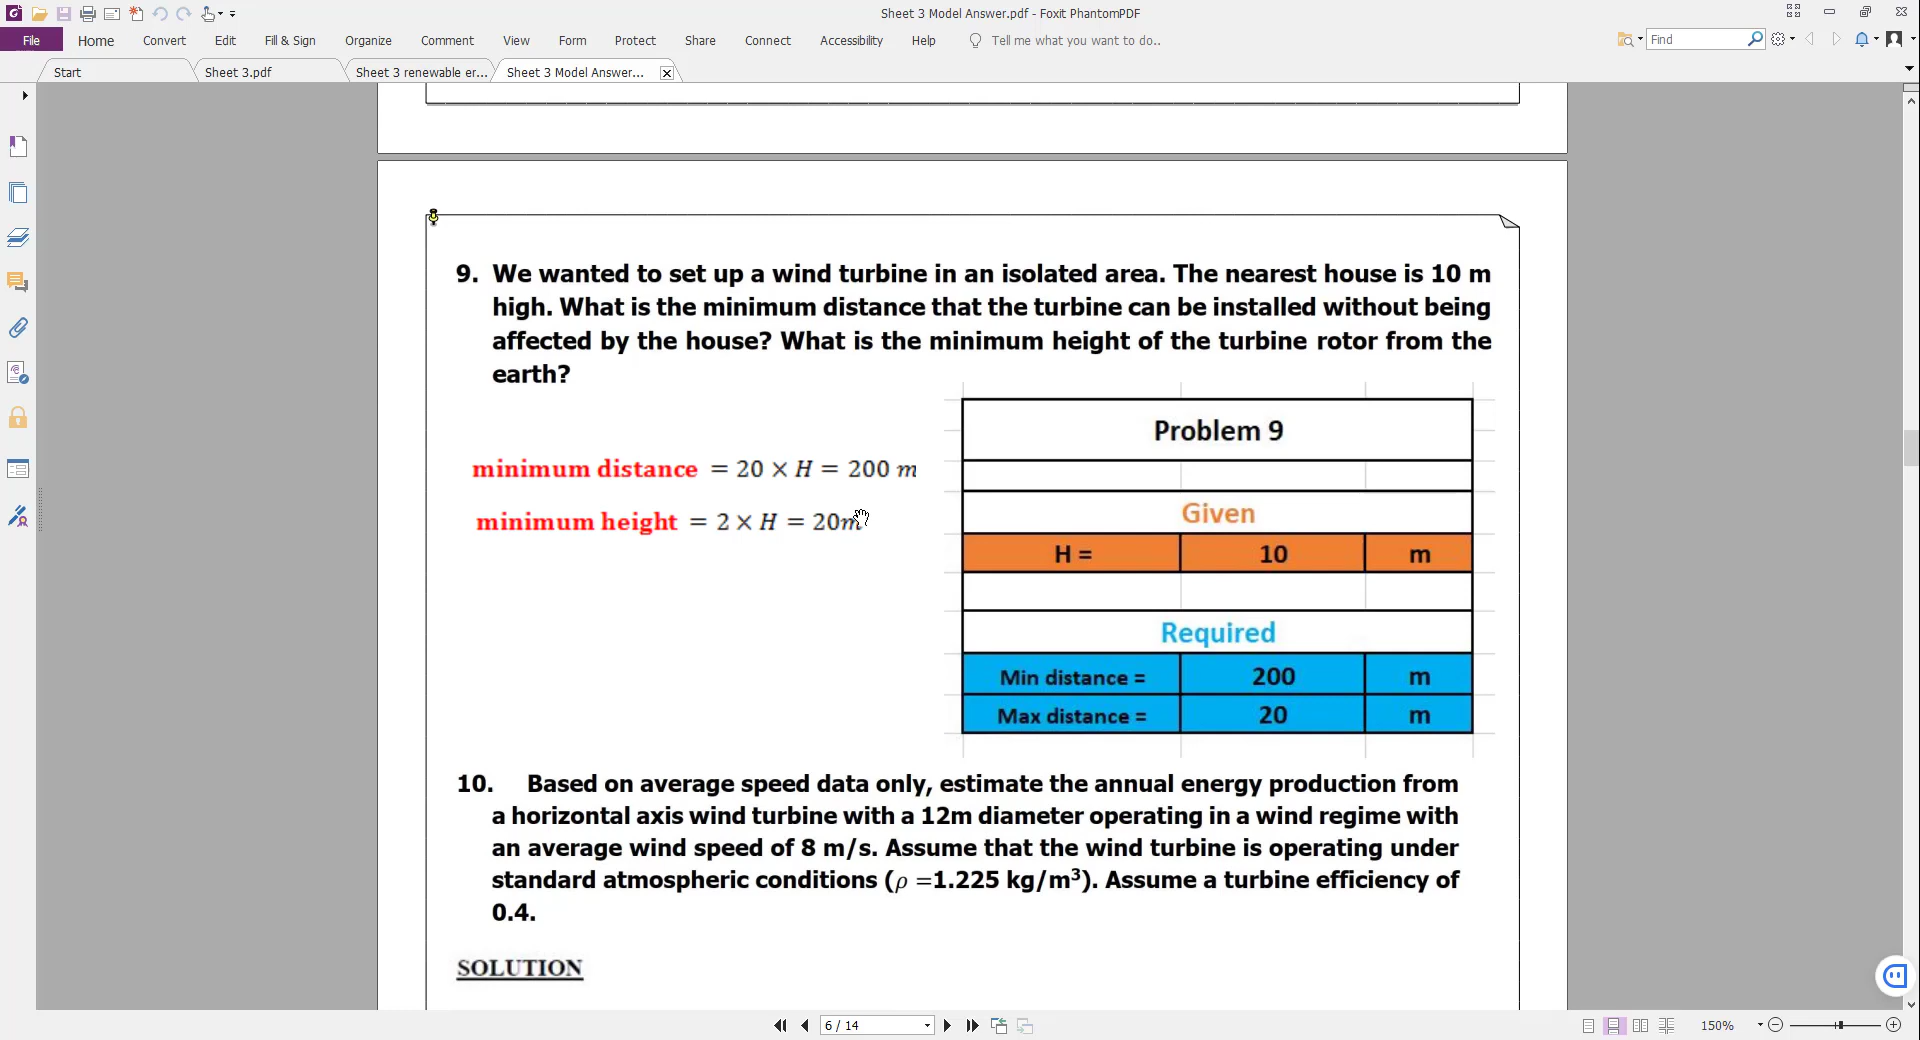 Sheet 3 Model Answer.pdf - Foxit PhantomPDF
File Home Convert Edit Fill & Sign Organize Comment View Form Protect Share Connect Accessibility Help Tell me what you want to do.. Find
Start Sheet 3.pdf Sheet 3 renewable er... Sheet 3 Model Answer...
9. We wanted to set up a wind turbine in an isolated area. The nearest house is 10 m
high. What is the minimum distance that the turbine can be installed without being
affected by the house? What is the minimum height of the turbine rotor from the
earth?
minimum distance = 20 × H = 200 m
minimum height = 2 × H = 20m
Problem 9
Given
H = 10 m
Required
Min distance = 200 m
Max distance = 20 m
10. Based on average speed data only, estimate the annual energy production from
a horizontal axis wind turbine with a 12m diameter operating in a wind regime with
an average wind speed of 8 m/s. Assume that the wind turbine is operating under
standard atmospheric conditions (ρ =1.225 kg/m³). Assume a turbine efficiency of
0.4.
SOLUTION
6 / 14 150%